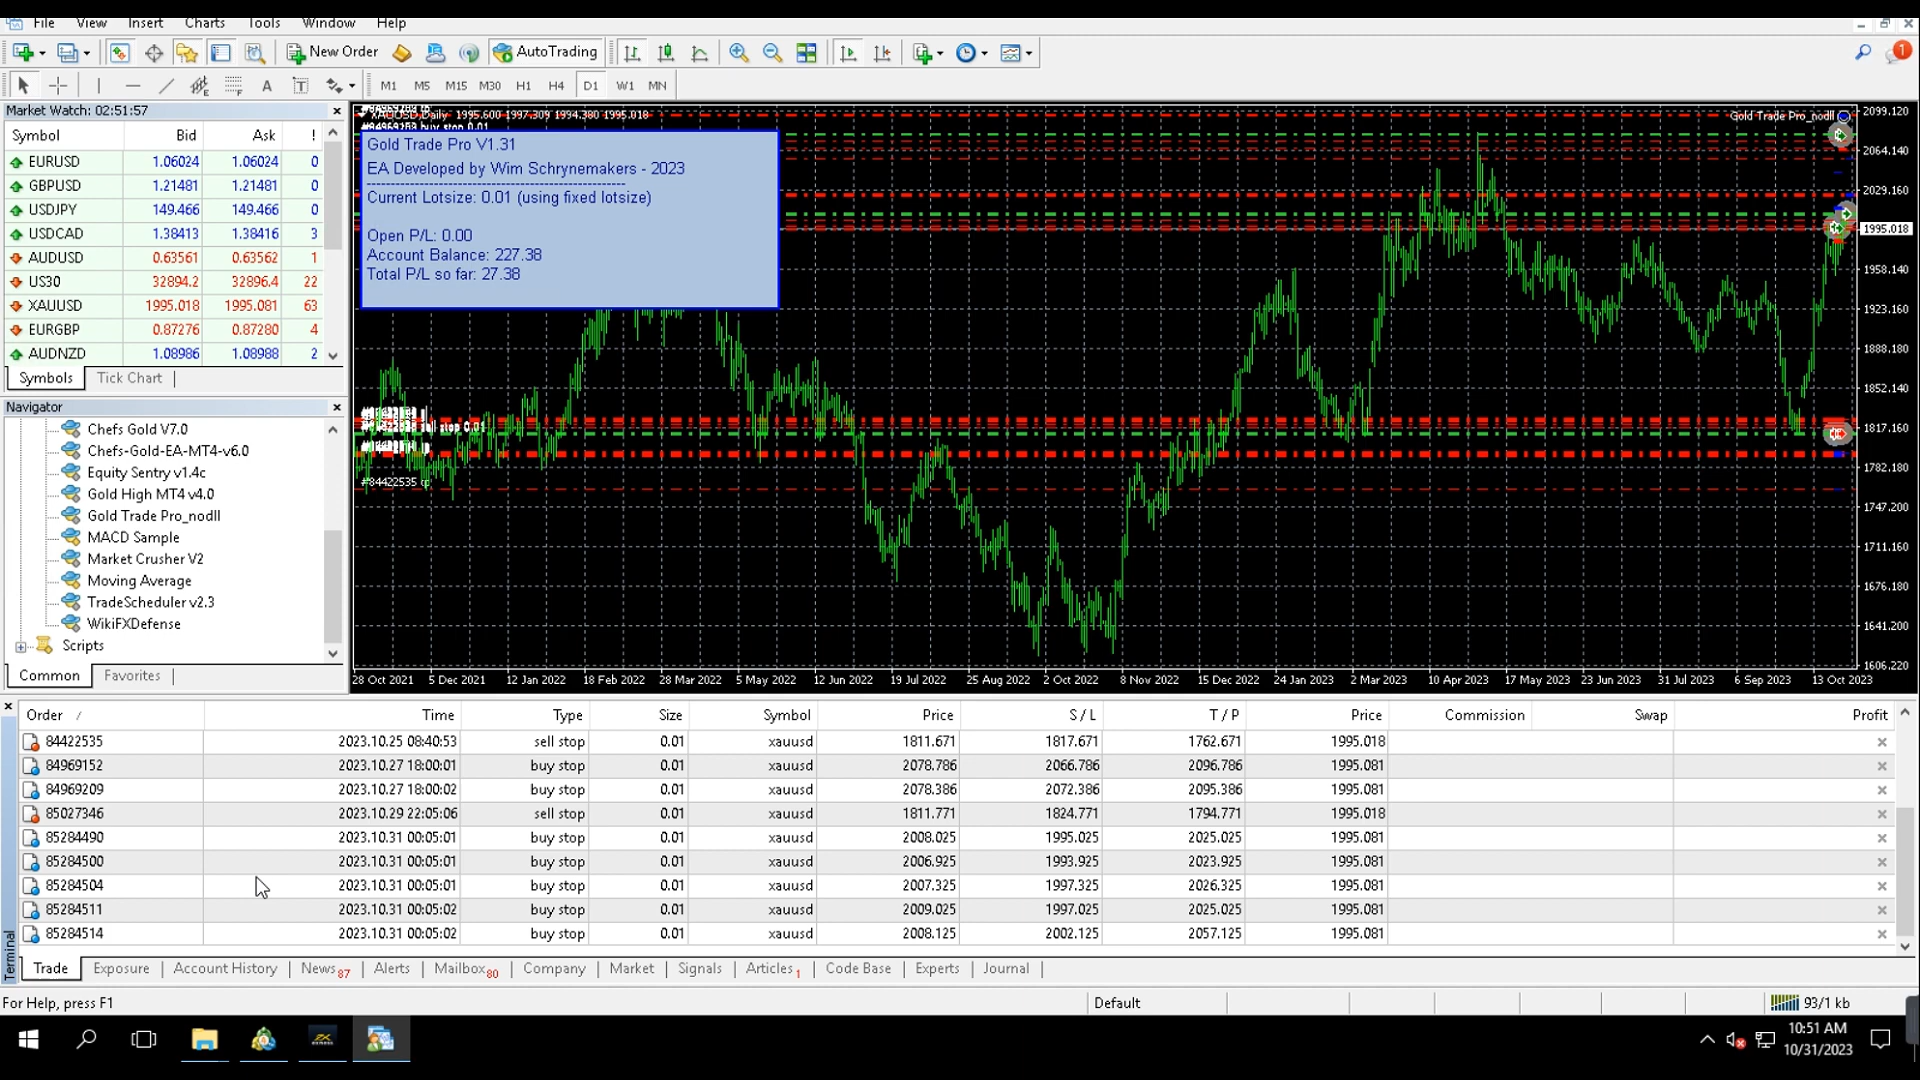 File View Insert Charts Tools Window Help
New Order AutoTrading 1
A T M1 M5 M15 M30 H1 H4 D1 W1 MN
Market Watch: 02:51:57
Symbol Bid Ask !
EURUSD 1.06024 1.06024 0
GBPUSD 1.21481 1.21481 0
USDJPY 149.466 149.466 0
USDCAD 1.38413 1.38416 3
AUDUSD 0.63561 0.63562 1
US30 32894.2 32896.4 22
XAUUSD 1995.018 1995.081 63
EURGBP 0.87276 0.87280 4
AUDNZD 1.08986 1.08988 2
Symbols Tick Chart
Navigator
Chefs Gold V7.0
Chefs-Gold-EA-MT4-v6.0
Equity Sentry v1.4c
Gold High MT4 v4.0
Gold Trade Pro_nodll
MACD Sample
Market Crusher V2
Moving Average
TradeScheduler v2.3
WikiFXDefense
Scripts
Common Favorites
XAUUSD,Daily 1995.600 1997.309 1994.380 1995.018
Gold Trade Pro_nodll
Gold Trade Pro V1.31
EA Developed by Wim Schrynemakers - 2023
Current Lotsize: 0.01 (using fixed lotsize)
Open P/L: 0.00
Account Balance: 227.38
Total P/L so far: 27.38
#84422535 tp
2099.120
2064.140
2029.160
1995.018
1958.140
1923.160
1888.180
1852.140
1817.160
1782.180
1747.200
1711.160
1676.180
1641.200
1606.220
28 Oct 2021 5 Dec 2021 12 Jan 2022 18 Feb 2022 28 Mar 2022 5 May 2022 12 Jun 2022 19 Jul 2022 25 Aug 2022 2 Oct 2022 8 Nov 2022 15 Dec 2022 24 Jan 2023 2 Mar 2023 10 Apr 2023 17 May 2023 23 Jun 2023 31 Jul 2023 6 Sep 2023 13 Oct 2023
Order / Time Type Size Symbol Price S / L T / P Price Commission Swap Profit
84422535 2023.10.25 08:40:53 sell stop 0.01 xauusd 1811.671 1817.671 1762.671 1995.018
84969152 2023.10.27 18:00:01 buy stop 0.01 xauusd 2078.786 2066.786 2096.786 1995.081
84969209 2023.10.27 18:00:02 buy stop 0.01 xauusd 2078.386 2072.386 2095.386 1995.081
85027346 2023.10.29 22:05:06 sell stop 0.01 xauusd 1811.771 1824.771 1794.771 1995.018
85284490 2023.10.31 00:05:01 buy stop 0.01 xauusd 2008.025 1995.025 2025.025 1995.081
85284500 2023.10.31 00:05:01 buy stop 0.01 xauusd 2006.925 1993.925 2023.925 1995.081
85284504 2023.10.31 00:05:01 buy stop 0.01 xauusd 2007.325 1997.325 2026.325 1995.081
85284511 2023.10.31 00:05:02 buy stop 0.01 xauusd 2009.025 1997.025 2025.025 1995.081
85284514 2023.10.31 00:05:02 buy stop 0.01 xauusd 2008.125 2002.125 2057.125 1995.081
Terminal
Trade Exposure Account History News 87 Alerts Mailbox 80 Company Market Signals Articles 1 Code Base Experts Journal
For Help, press F1 Default 93/1 kb
10:51 AM
10/31/2023